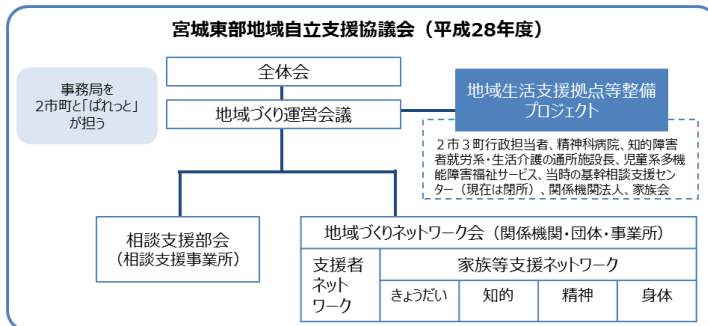 宮城東部地域自立支援協議会（平成28年度）
事務局を
２市町と「ぱれっと」
が担う
全体会
地域づくり運営会議
地域生活支援拠点等整備
プロジェクト
２市３町行政担当者、精神科病院、知的障害
者就労系・生活介護の通所施設長、児童系多機
能障害福祉サービス、当時の基幹相談支援セン
ター（現在は閉所）、関係機関法人、家族会
相談支援部会
（相談支援事業所）
地域づくりネットワーク会（関係機関・団体・事業所）
支援者
ネット
ワーク
家族等支援ネットワーク
きょうだい
知的
精神
身体